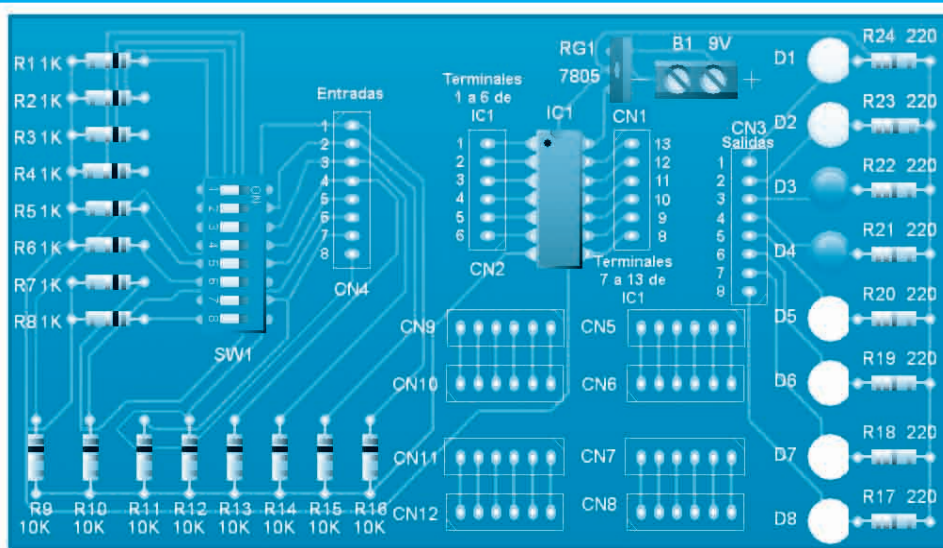 R1 1K
R2 1K
R3 1K
R4 1K
R5 1K
R6 1K
R7 1K
R8 1K
1
2
3
4
5
6
7
8
ON
SW1
Entradas
1
2
3
4
5
6
7
8
CN4
Terminales
1 a 6 de
IC1
1
2
3
4
5
6
CN2
IC1
RG1
7805
B1 9V
- +
CN1
13
12
11
10
9
8
Terminales
7 a 13 de
IC1
CN3
Salidas
1
2
3
4
5
6
7
8
D1
D2
D3
D4
D5
D6
D7
D8
R24 220
R23 220
R22 220
R21 220
R20 220
R19 220
R18 220
R17 220
CN9
CN10
CN5
CN6
CN11
CN12
CN7
CN8
R9 R10 R11 R12 R13 R14 R15 R16
10K 10K 10K 10K 10K 10K 10K 10K